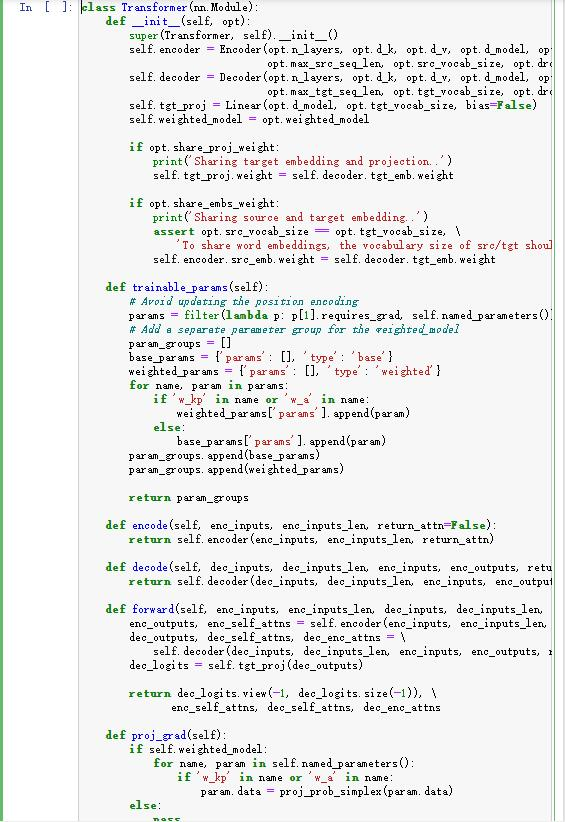 In [ ]: class Transformer(nn.Module):
    def __init__(self, opt):
        super(Transformer, self).__init__()
        self.encoder = Encoder(opt.n_layers, opt.d_k, opt.d_v, opt.d_model, op
                               opt.max_src_seq_len, opt.src_vocab_size, opt.dro
        self.decoder = Decoder(opt.n_layers, opt.d_k, opt.d_v, opt.d_model, op
                               opt.max_tgt_seq_len, opt.tgt_vocab_size, opt.dro
        self.tgt_proj = Linear(opt.d_model, opt.tgt_vocab_size, bias=False)
        self.weighted_model = opt.weighted_model

        if opt.share_proj_weight:
            print('Sharing target embedding and projection..')
            self.tgt_proj.weight = self.decoder.tgt_emb.weight

        if opt.share_embs_weight:
            print('Sharing source and target embedding..')
            assert opt.src_vocab_size == opt.tgt_vocab_size, \
                'To share word embeddings, the vocabulary size of src/tgt shoul
            self.encoder.src_emb.weight = self.decoder.tgt_emb.weight

    def trainable_params(self):
        # Avoid updating the position encoding
        params = filter(lambda p: p[1].requires_grad, self.named_parameters()
        # Add a separate parameter group for the weighted_model
        param_groups = []
        base_params = {'params': [], 'type': 'base'}
        weighted_params = {'params': [], 'type': 'weighted'}
        for name, param in params:
            if 'w_kp' in name or 'w_a' in name:
                weighted_params['params'].append(param)
            else:
                base_params['params'].append(param)
        param_groups.append(base_params)
        param_groups.append(weighted_params)

        return param_groups

    def encode(self, enc_inputs, enc_inputs_len, return_attn=False):
        return self.encoder(enc_inputs, enc_inputs_len, return_attn)

    def decode(self, dec_inputs, dec_inputs_len, enc_inputs, enc_outputs, retu
        return self.decoder(dec_inputs, dec_inputs_len, enc_inputs, enc_output

    def forward(self, enc_inputs, enc_inputs_len, dec_inputs, dec_inputs_len,
        enc_outputs, enc_self_attns = self.encoder(enc_inputs, enc_inputs_len,
        dec_outputs, dec_self_attns, dec_enc_attns = \
            self.decoder(dec_inputs, dec_inputs_len, enc_inputs, enc_outputs, r
        dec_logits = self.tgt_proj(dec_outputs)

        return dec_logits.view(-1, dec_logits.size(-1)), \
               enc_self_attns, dec_self_attns, dec_enc_attns

    def proj_grad(self):
        if self.weighted_model:
            for name, param in self.named_parameters():
                if 'w_kp' in name or 'w_a' in name:
                    param.data = proj_prob_simplex(param.data)
        else:
            pass